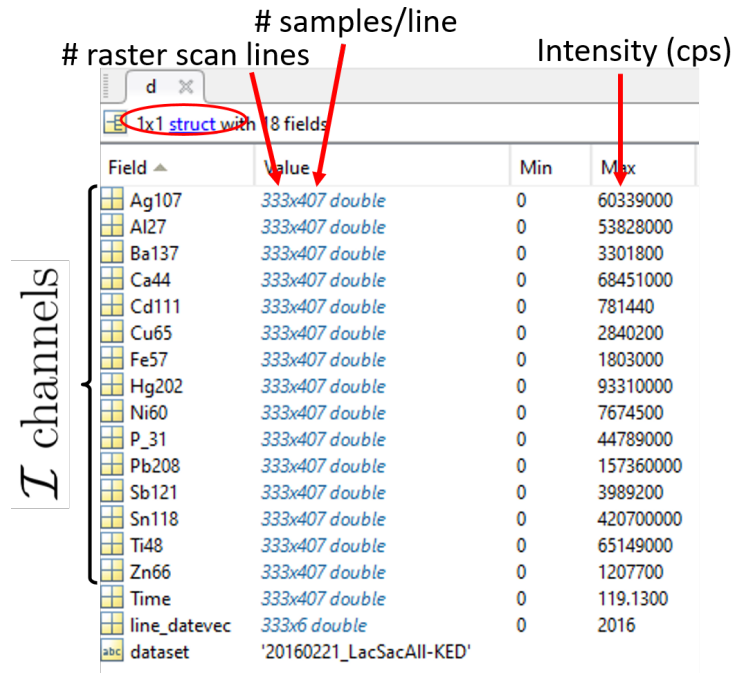 # samples/line
# raster scan lines
Intensity (cps)
d
1x1 struct with 18 fields
Field Value Min Max
Ag107 333x407 double 0 60339000
Al27 333x407 double 0 53828000
Ba137 333x407 double 0 3301800
Ca44 333x407 double 0 68451000
Cd111 333x407 double 0 781440
Cu65 333x407 double 0 2840200
Fe57 333x407 double 0 1803000
Hg202 333x407 double 0 93310000
Ni60 333x407 double 0 7674500
P_31 333x407 double 0 44789000
Pb208 333x407 double 0 157360000
Sb121 333x407 double 0 3989200
Sn118 333x407 double 0 420700000
Ti48 333x407 double 0 65149000
Zn66 333x407 double 0 1207700
Time 333x407 double 0 119.1300
line_datevec 333x6 double 0 2016
abc dataset '20160221_LacSacAll-KED'
ℐ channels